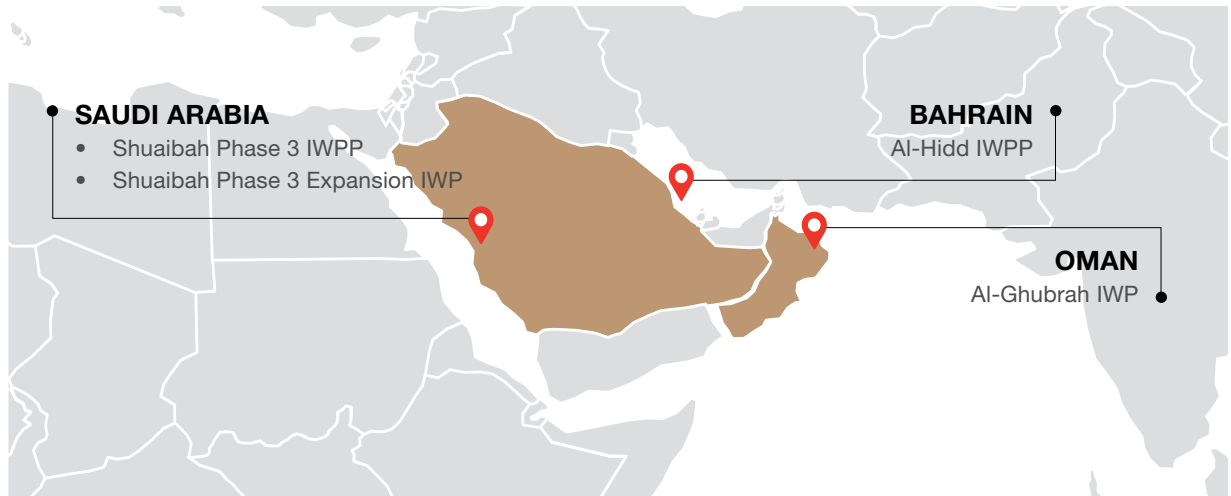 SAUDI ARABIA
• Shuaibah Phase 3 IWPP
• Shuaibah Phase 3 Expansion IWP
BAHRAIN
Al-Hidd IWPP
OMAN
Al-Ghubrah IWP